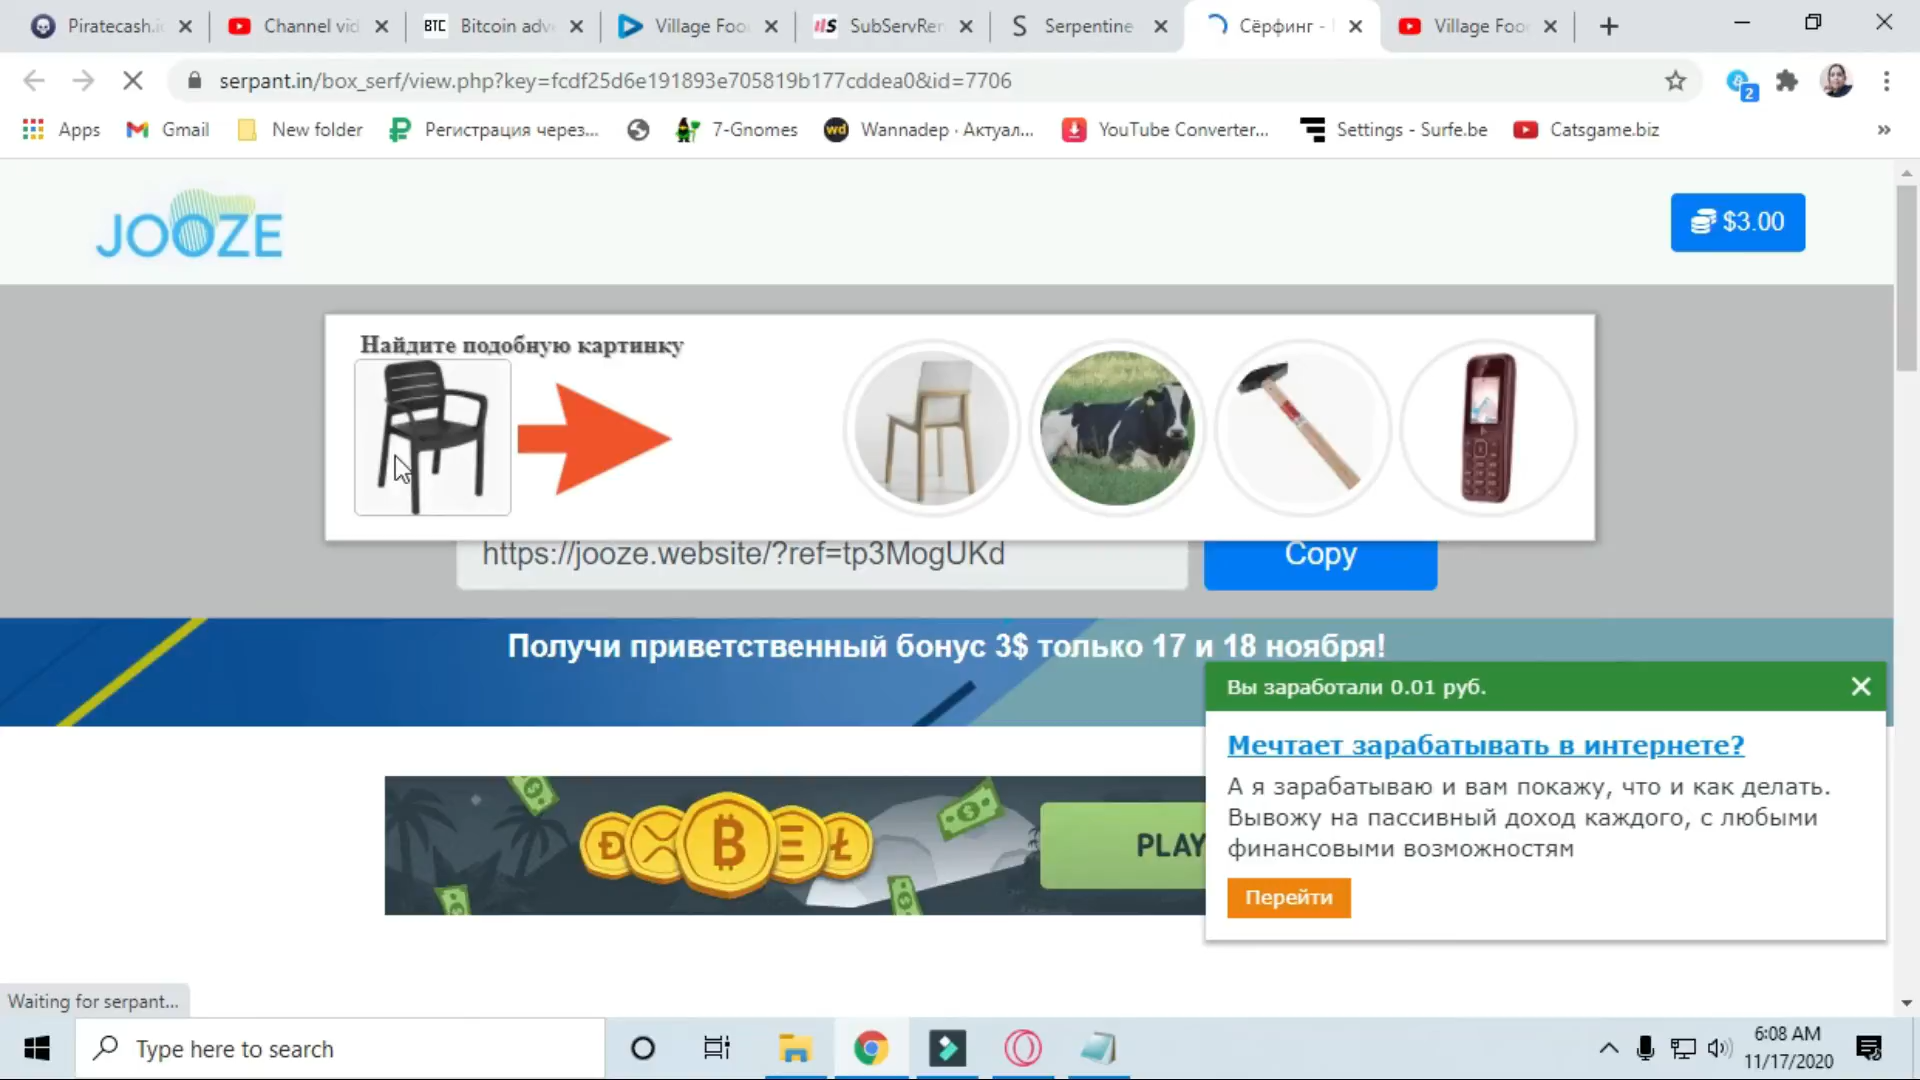 Piratecash.i
Channel vid
BTC
Bitcoin adv
Village Foo
SubServRen
Serpentine
Сёрфинг -
Village Foo
serpant.in/box_serf/view.php?key=fcdf25d6e191893e705819b177cddea0&id=7706
2
Apps
Gmail
New folder
Регистрация через...
7-Gnomes
wd
Wannadep · Актуал...
YouTube Converter...
Settings - Surfe.be
Catsgame.biz
JOOZE
$3.00
Найдите подобную картинку
https://jooze.website/?ref=tp3MogUKd
Copy
Получи приветственный бонус 3$ только 17 и 18 ноября!
Вы заработали 0.01 руб.
Мечтает зарабатывать в интернете?
А я зарабатываю и вам покажу, что и как делать.
Вывожу на пассивный доход каждого, с любыми
финансовыми возможностям
Перейти
PLAY
Waiting for serpant...
Type here to search
6:08 AM
11/17/2020